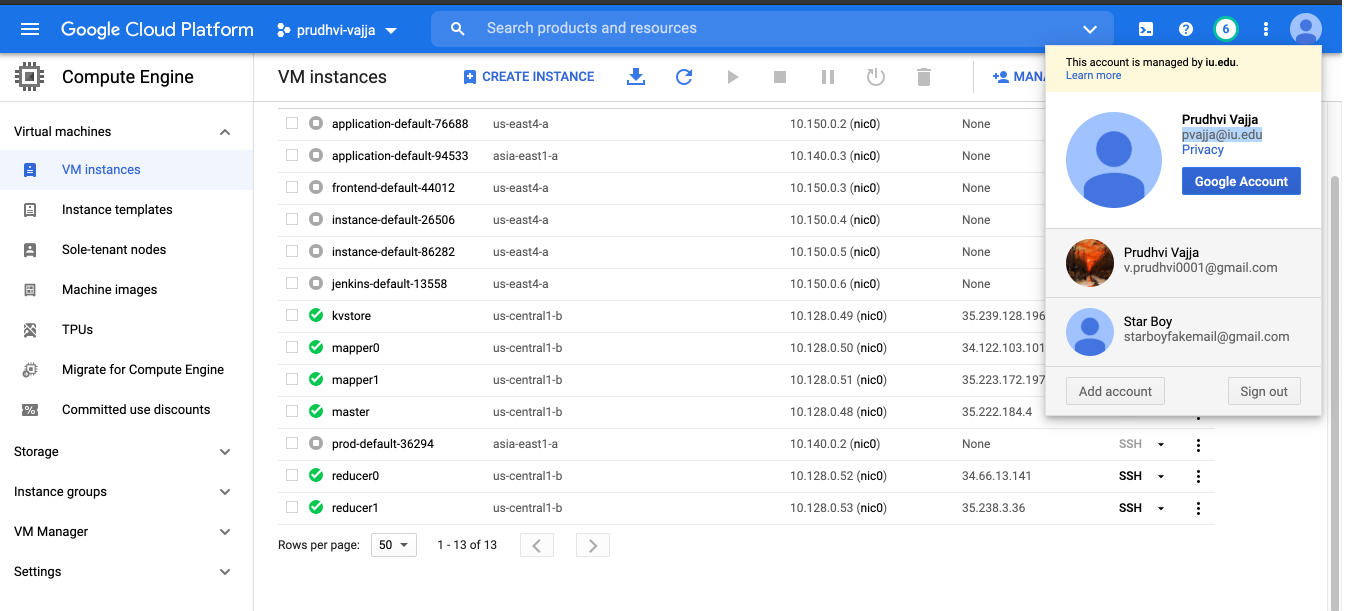 Google Cloud Platform prudhvi-vajja Search products and resources 6
Compute Engine
VM instances CREATE INSTANCE MANA
This account is managed by iu.edu.
Learn more
Prudhvi Vajja
pvajja@iu.edu
Privacy
Google Account
Prudhvi Vajja
v.prudhvi0001@gmail.com
Star Boy
starboyfakemail@gmail.com
Add account Sign out
Virtual machines
VM instances
Instance templates
Sole-tenant nodes
Machine images
TPUs
Migrate for Compute Engine
Committed use discounts
Storage
Instance groups
VM Manager
Settings
application-default-76688 us-east4-a 10.150.0.2 (nic0) None
application-default-94533 asia-east1-a 10.140.0.3 (nic0) None
frontend-default-44012 us-east4-a 10.150.0.3 (nic0) None
instance-default-26506 us-east4-a 10.150.0.4 (nic0) None
instance-default-86282 us-east4-a 10.150.0.5 (nic0) None
jenkins-default-13558 us-east4-a 10.150.0.6 (nic0) None
kvstore us-central1-b 10.128.0.49 (nic0) 35.239.128.196
mapper0 us-central1-b 10.128.0.50 (nic0) 34.122.103.101
mapper1 us-central1-b 10.128.0.51 (nic0) 35.223.172.197
master us-central1-b 10.128.0.48 (nic0) 35.222.184.4
prod-default-36294 asia-east1-a 10.140.0.2 (nic0) None SSH
reducer0 us-central1-b 10.128.0.52 (nic0) 34.66.13.141 SSH
reducer1 us-central1-b 10.128.0.53 (nic0) 35.238.3.36 SSH
Rows per page: 50 1 - 13 of 13